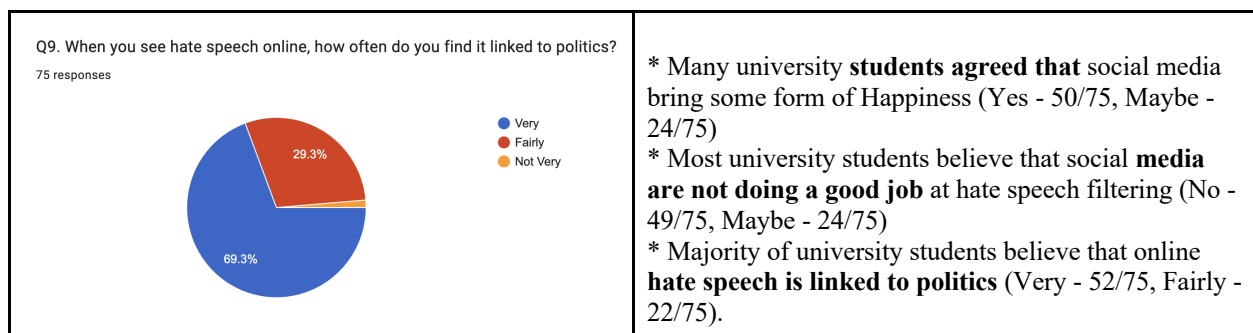 Q9. When you see hate speech online, how often do you find it linked to politics?
75 responses
Very
Fairly
Not Very
29.3%
69.3%
* Many university students agreed that social media
bring some form of Happiness (Yes - 50/75, Maybe -
24/75)
* Most university students believe that social media
are not doing a good job at hate speech filtering (No -
49/75, Maybe - 24/75)
* Majority of university students believe that online
hate speech is linked to politics (Very - 52/75, Fairly -
22/75).